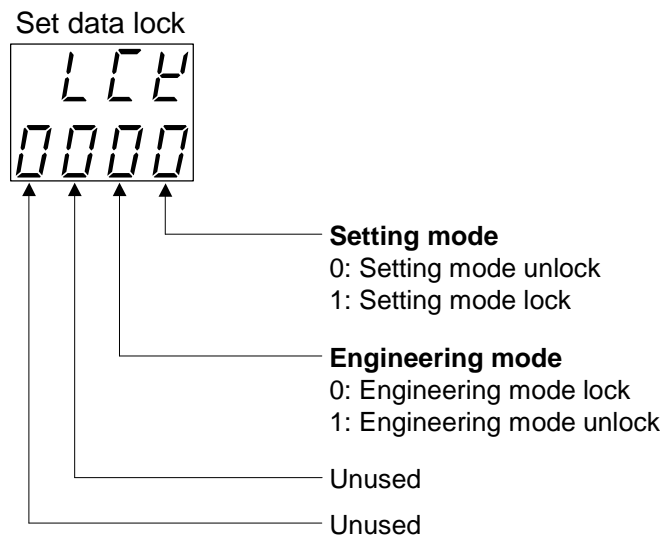 Set data lock
LCK
0000
Setting mode
0: Setting mode unlock
1: Setting mode lock
Engineering mode
0: Engineering mode lock
1: Engineering mode unlock
Unused
Unused